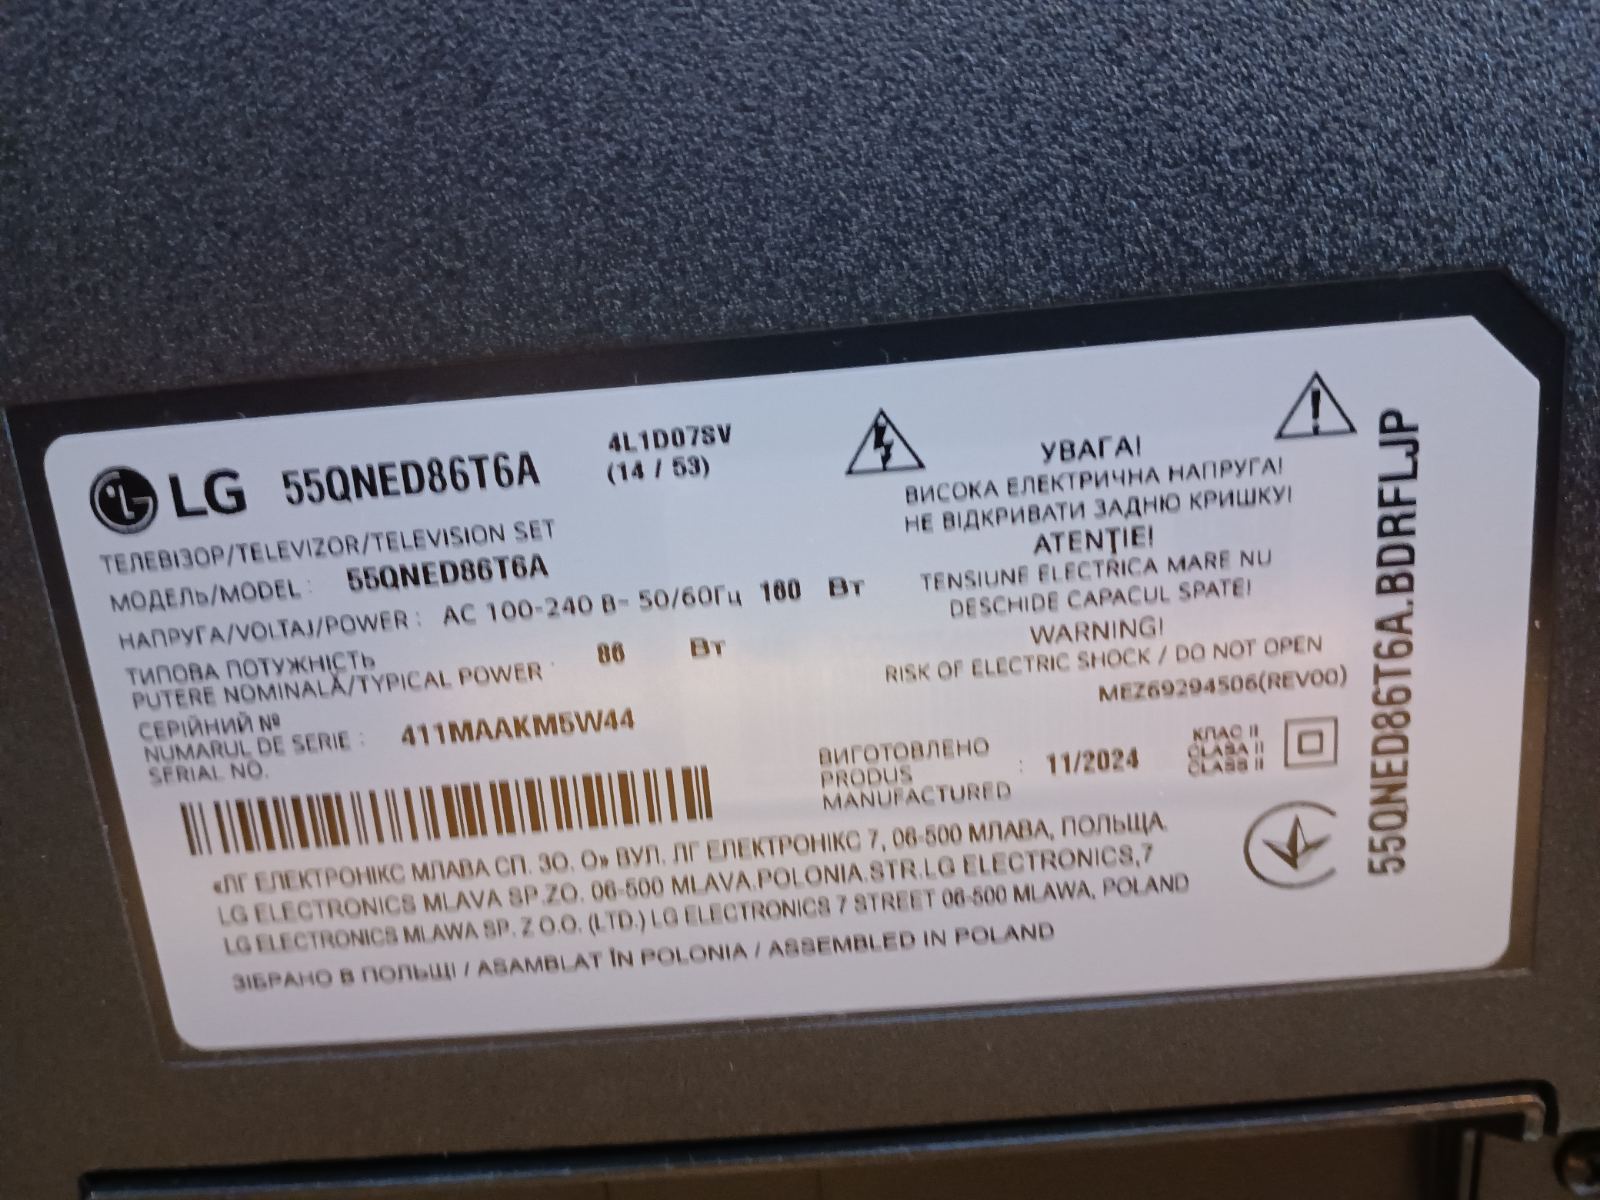 LG 55QNED86T6A
4L1D07SV
(14 / 53)
ТЕЛЕВІЗОР/TELEVIZOR/TELEVISION SET
МОДЕЛЬ/MODEL : 55QNED86T6A
НАПРУГА/VOLTAJ/POWER : AC 100-240 В~ 50/60Гц 160 Вт
ТИПОВА ПОТУЖНІСТЬ
PUTERE NOMINALĂ/TYPICAL POWER : 86 Вт
СЕРІЙНИЙ №
NUMARUL DE SERIE : 411MAAKM5W44
SERIAL NO.
УВАГА!
ВИСОКА ЕЛЕКТРИЧНА НАПРУГА!
НЕ ВІДКРИВАТИ ЗАДНЮ КРИШКУ!
ATENŢIE!
TENSIUNE ELECTRICA MARE NU
DESCHIDE CAPACUL SPATE!
WARNING!
RISK OF ELECTRIC SHOCK / DO NOT OPEN
MEZ69294506(REV00)
ВИГОТОВЛЕНО
PRODUS : 11/2024
MANUFACTURED
КЛАС II
CLASA II
CLASS II
«ЛГ ЕЛЕКТРОНІКС МЛАВА СП. ЗО. О» ВУЛ. ЛГ ЕЛЕКТРОНІКС 7, 06-500 МЛАВА, ПОЛЬЩА.
LG ELECTRONICS MLAVA SP.ZO. 06-500 MLAVA.POLONIA.STR.LG ELECTRONICS,7
LG ELECTRONICS MLAWA SP. Z O.O. (LTD.) LG ELECTRONICS 7 STREET 06-500 MLAWA, POLAND
ЗІБРАНО В ПОЛЬЩІ / ASAMBLAT ÎN POLONIA / ASSEMBLED IN POLAND
55QNED86T6A.BDRFLJP